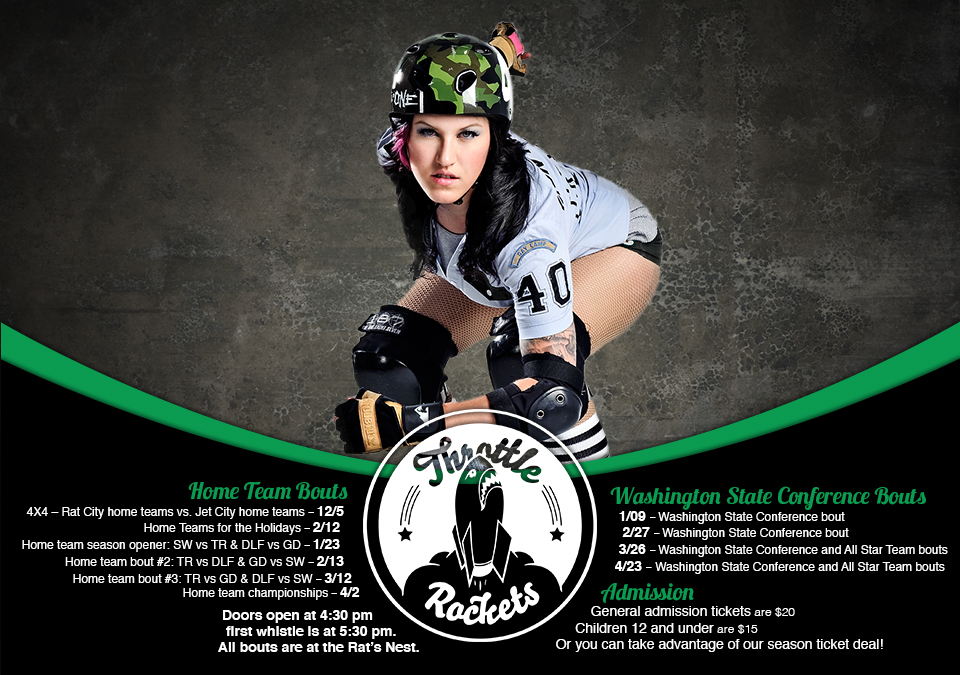 ONE
40
187
Throttle
Rockets
Home Team Bouts
4X4 – Rat City home teams vs. Jet City home teams – 12/5
Home Teams for the Holidays – 2/12
Home team season opener: SW vs TR & DLF vs GD – 1/23
Home team bout #2: TR vs DLF & GD vs SW – 2/13
Home team bout #3: TR vs GD & DLF vs SW – 3/12
Home team championships – 4/2
Doors open at 4:30 pm
first whistle is at 5:30 pm.
All bouts are at the Rat's Nest.
Washington State Conference Bouts
1/09 – Washington State Conference bout
2/27 – Washington State Conference bout
3/26 – Washington State Conference and All Star Team bouts
4/23 – Washington State Conference and All Star Team bouts
Admission
General admission tickets are $20
Children 12 and under are $15
Or you can take advantage of our season ticket deal!